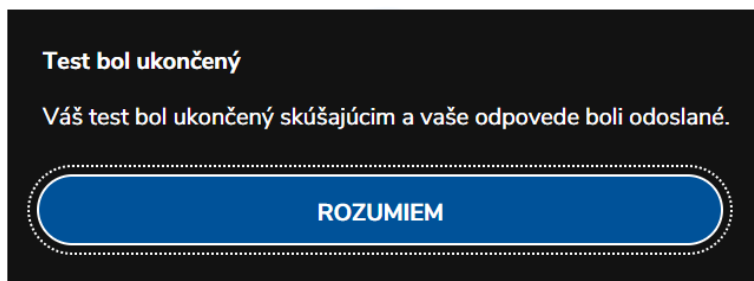 Test bol ukončený
Váš test bol ukončený skúšajúcim a vaše odpovede boli odoslané.
ROZUMIEM